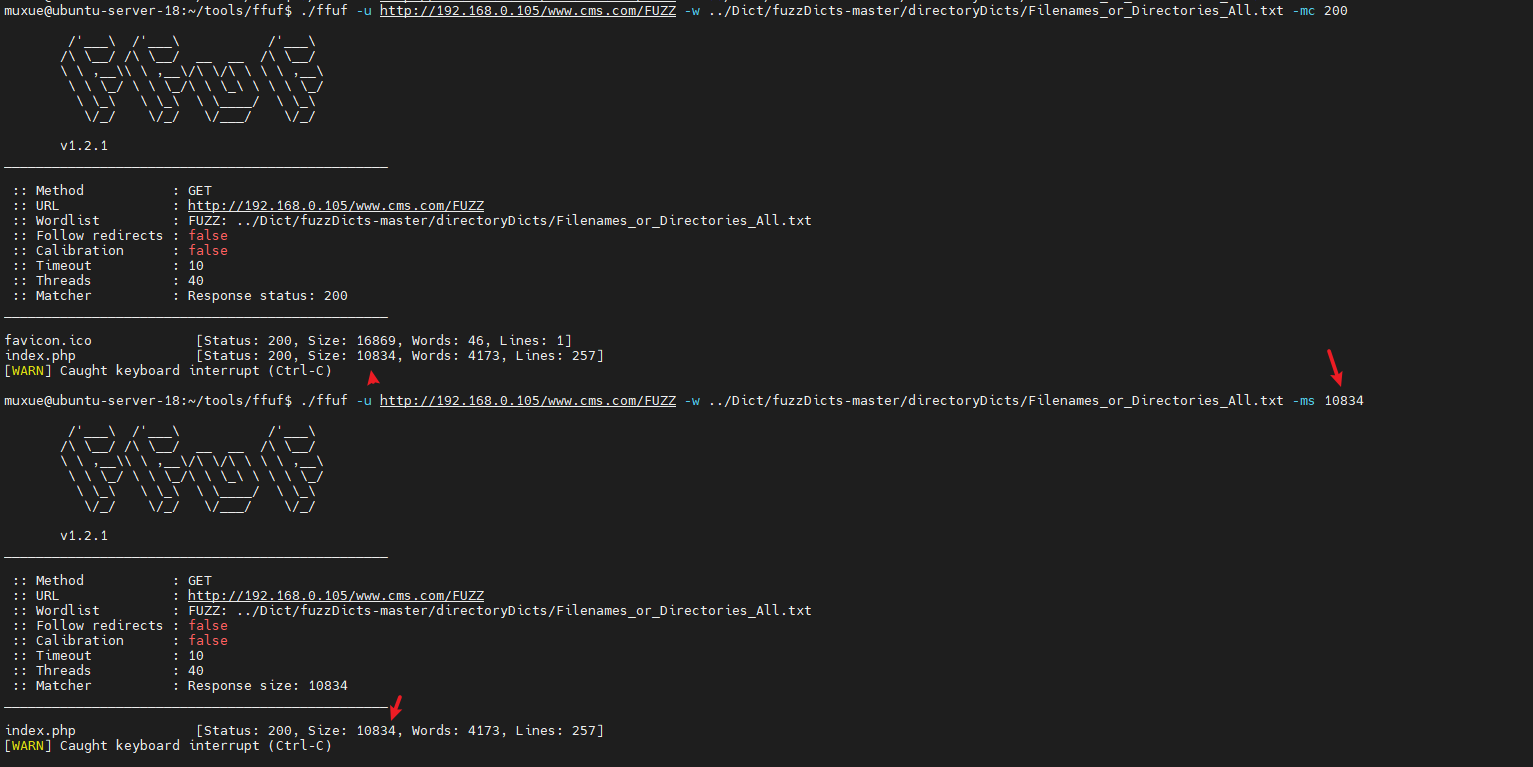 muxue@ubuntu-server-18:~/tools/ffuf$ ./ffuf -u http://192.168.0.105/www.cms.com/FUZZ -w ../Dict/fuzzDicts-master/directoryDicts/Filenames_or_Directories_All.txt -mc 200
        /'___\  /'___\           /'___\
       /\ \__/ /\ \__/  __  __  /\ \__/
       \ \ ,__\\ \ ,__\/\ \/\ \ \ \ ,__\
        \ \ \_/ \ \ \_/\ \ \_\ \ \ \ \_/
         \ \_\   \ \_\  \ \____/  \ \_\
          \/_/    \/_/   \/___/    \/_/
       v1.2.1
________________________________________________
 :: Method           : GET
 :: URL              : http://192.168.0.105/www.cms.com/FUZZ
 :: Wordlist         : FUZZ: ../Dict/fuzzDicts-master/directoryDicts/Filenames_or_Directories_All.txt
 :: Follow redirects : false
 :: Calibration      : false
 :: Timeout          : 10
 :: Threads          : 40
 :: Matcher          : Response status: 200
________________________________________________
favicon.ico             [Status: 200, Size: 16869, Words: 46, Lines: 1]
index.php               [Status: 200, Size: 10834, Words: 4173, Lines: 257]
[WARN] Caught keyboard interrupt (Ctrl-C)
muxue@ubuntu-server-18:~/tools/ffuf$ ./ffuf -u http://192.168.0.105/www.cms.com/FUZZ -w ../Dict/fuzzDicts-master/directoryDicts/Filenames_or_Directories_All.txt -ms 10834
        /'___\  /'___\           /'___\
       /\ \__/ /\ \__/  __  __  /\ \__/
       \ \ ,__\\ \ ,__\/\ \/\ \ \ \ ,__\
        \ \ \_/ \ \ \_/\ \ \_\ \ \ \ \_/
         \ \_\   \ \_\  \ \____/  \ \_\
          \/_/    \/_/   \/___/    \/_/
       v1.2.1
________________________________________________
 :: Method           : GET
 :: URL              : http://192.168.0.105/www.cms.com/FUZZ
 :: Wordlist         : FUZZ: ../Dict/fuzzDicts-master/directoryDicts/Filenames_or_Directories_All.txt
 :: Follow redirects : false
 :: Calibration      : false
 :: Timeout          : 10
 :: Threads          : 40
 :: Matcher          : Response size: 10834
________________________________________________
index.php               [Status: 200, Size: 10834, Words: 4173, Lines: 257]
[WARN] Caught keyboard interrupt (Ctrl-C)